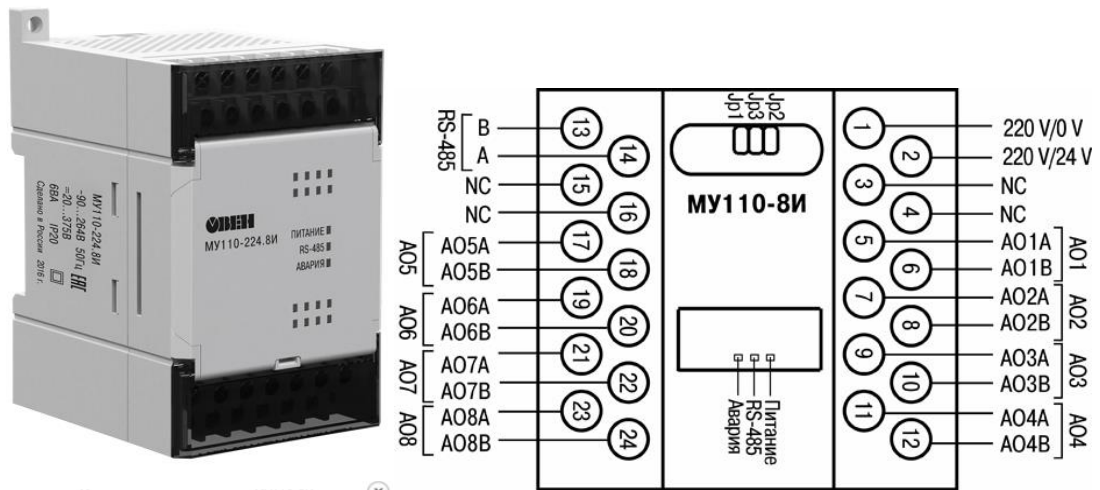 ОВЕН
МУ110-224.8И
ПИТАНИЕ
RS-485
АВАРИЯ
МУ110-224.8И
~90...264В 50Гц
=20...375В
6ВА IP20
Сделано в России 2016 г.
EAC
RS-485
B
A
NC
NC
AO5
AO5A
AO5B
AO6
AO6A
AO6B
AO7
AO7A
AO7B
AO8
AO8A
AO8B
13
14
15
16
17
18
19
20
21
22
23
24
Jp1
Jp3
Jp2
МУ110-8И
Авария
RS-485
Питание
1
2
3
4
5
6
7
8
9
10
11
12
220 V/0 V
220 V/24 V
NC
NC
AO1A
AO1B
AO1
AO2A
AO2B
AO2
AO3A
AO3B
AO3
AO4A
AO4B
AO4